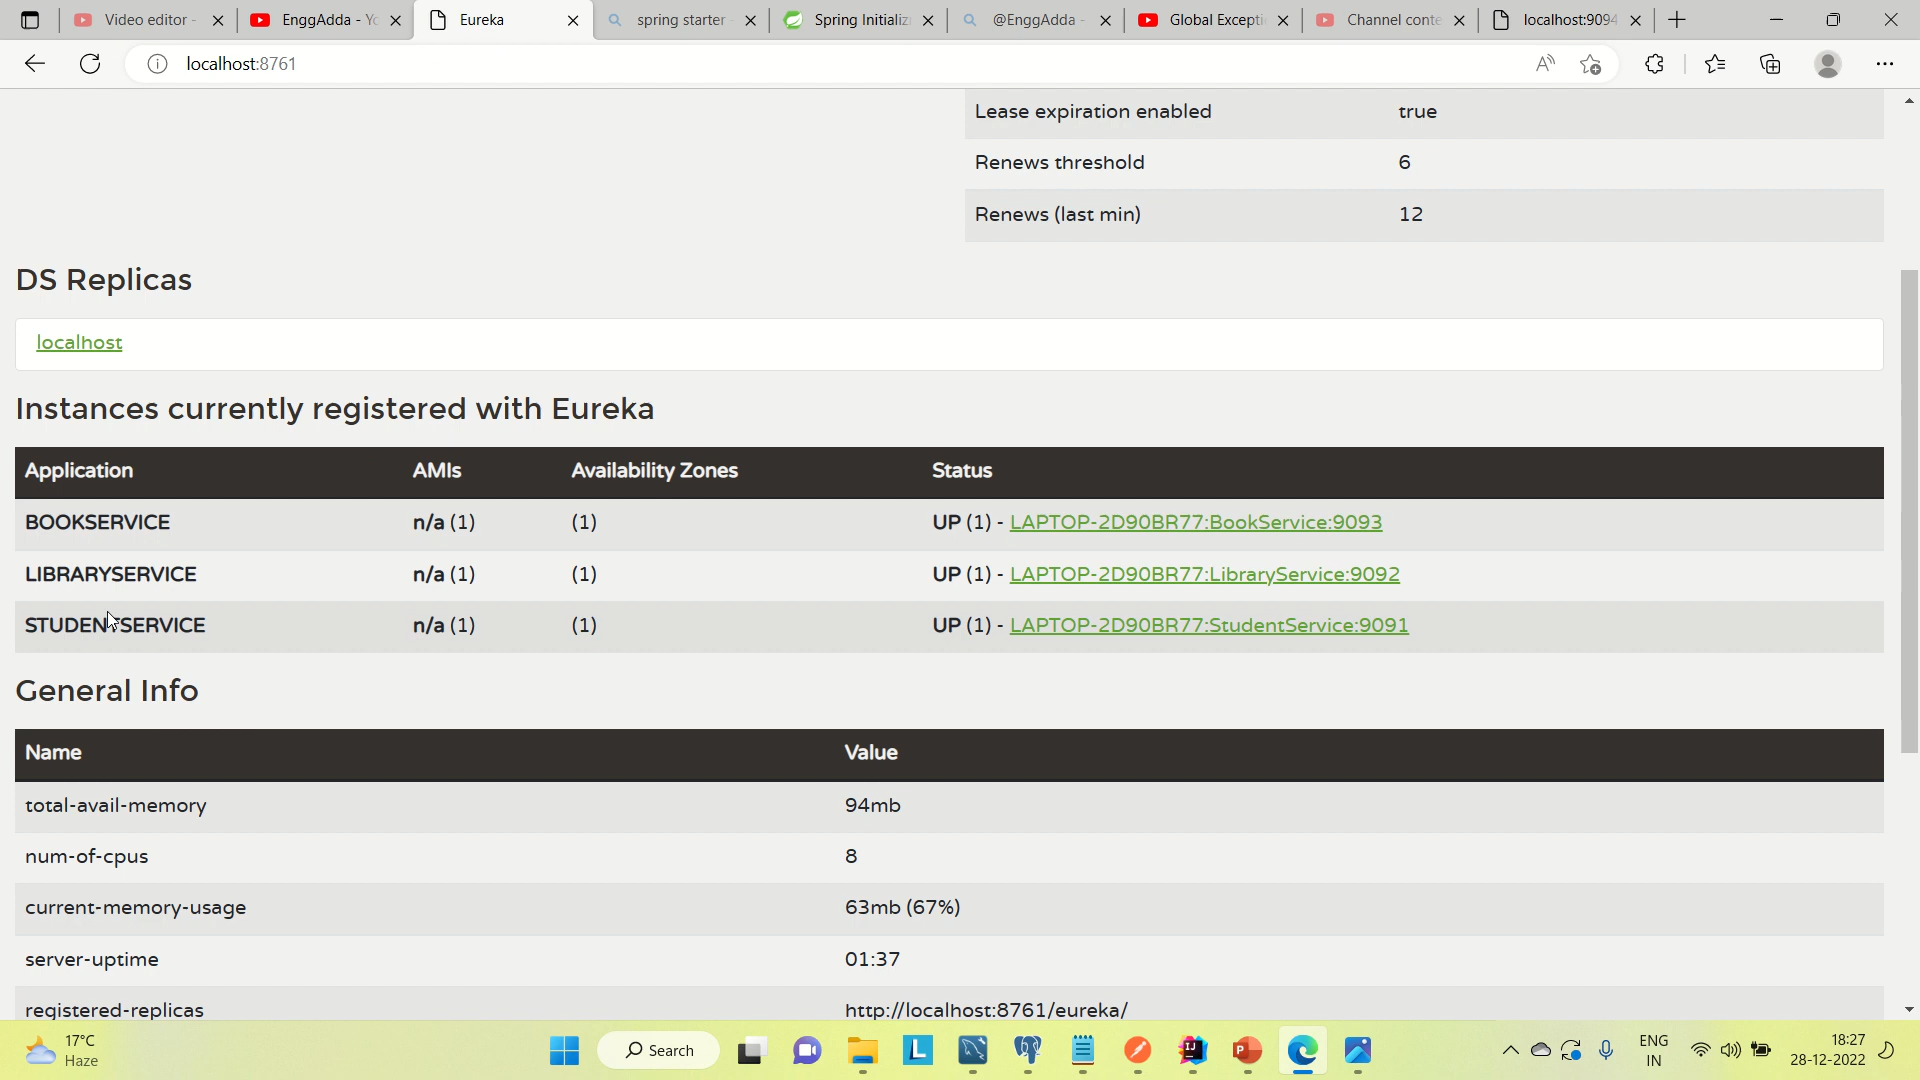 Video editor -
EnggAdda - Yo
Eureka
spring starter
Spring Initializ
@EnggAdda -
Global Excepti
Channel conte
localhost:9094
localhost:8761
Lease expiration enabled true
Renews threshold 6
Renews (last min) 12
DS Replicas
localhost
Instances currently registered with Eureka
Application AMIs Availability Zones Status
BOOKSERVICE n/a (1) (1) UP (1) - LAPTOP-2D90BR77:BookService:9093
LIBRARYSERVICE n/a (1) (1) UP (1) - LAPTOP-2D90BR77:LibraryService:9092
STUDENTSERVICE n/a (1) (1) UP (1) - LAPTOP-2D90BR77:StudentService:9091
General Info
Name Value
total-avail-memory 94mb
num-of-cpus 8
current-memory-usage 63mb (67%)
server-uptime 01:37
registered-replicas http://localhost:8761/eureka/
17°C
Haze
Search
ENG
IN
18:27
28-12-2022